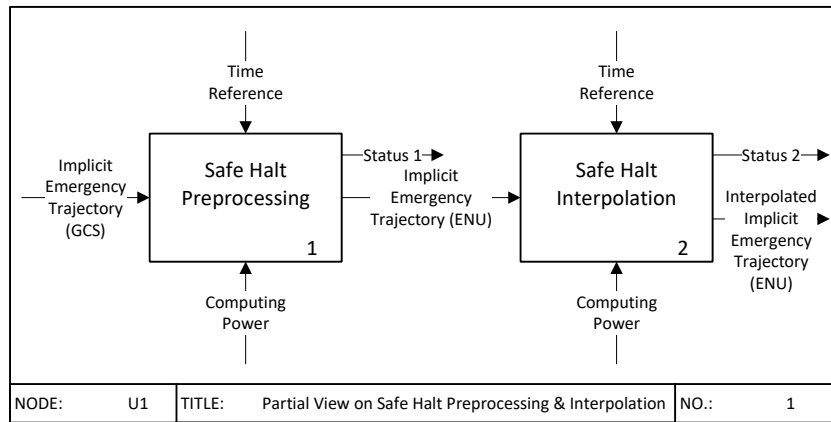 Time
Reference
Time
Reference
Implicit
Emergency
Trajectory
(GCS)
Safe Halt
Preprocessing
1
Status 1
Implicit
Emergency
Trajectory (ENU)
Safe Halt
Interpolation
2
Status 2
Interpolated
Implicit
Emergency
Trajectory
(ENU)
Computing
Power
Computing
Power
NODE: U1 TITLE: Partial View on Safe Halt Preprocessing & Interpolation NO.: 1